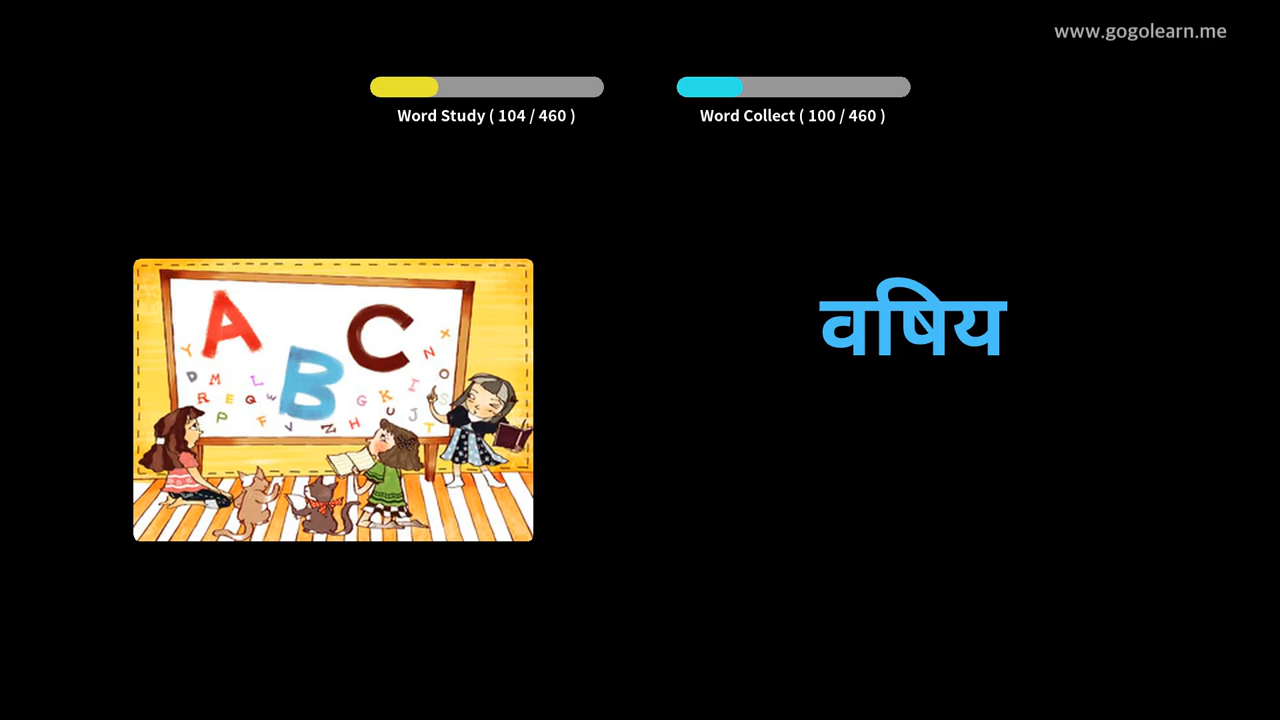 www.gogolearn.me
Word Study ( 104 / 460 )
Word Collect ( 100 / 460 )
वषिय
A B C
Y X
N
D M L I O
R E Q W G K S
P F V Z H U J T